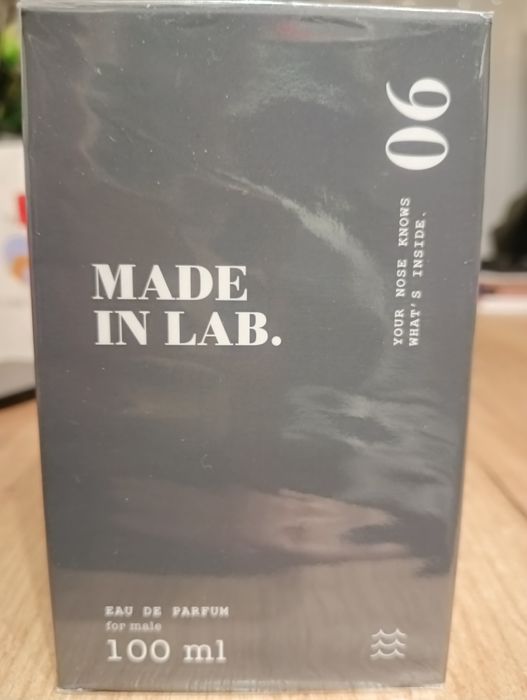 06
YOUR NOSE KNOWS
WHAT'S INSIDE.
MADE
IN LAB.
EAU DE PARFUM
for male
100 ml